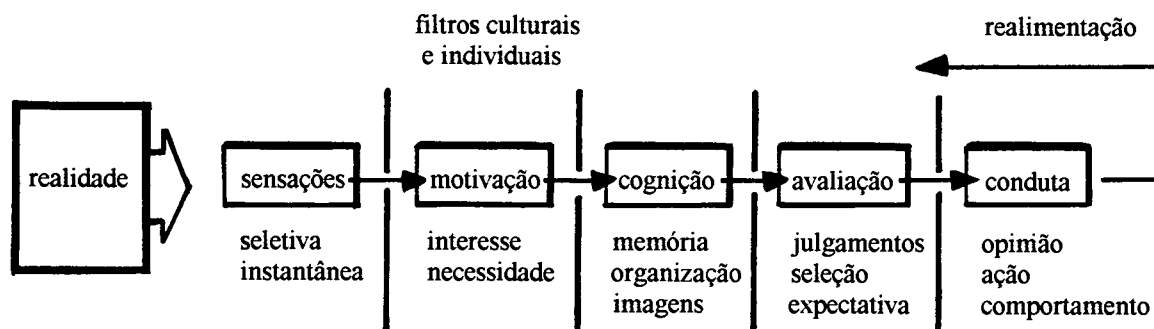 filtros culturais
e individuais
realimentação
realidade
sensações
motivação
cognição
avaliação
conduta
seletiva
instantânea
interesse
necessidade
memória
organização
imagens
julgamentos
seleção
expectativa
opinião
ação
comportamento